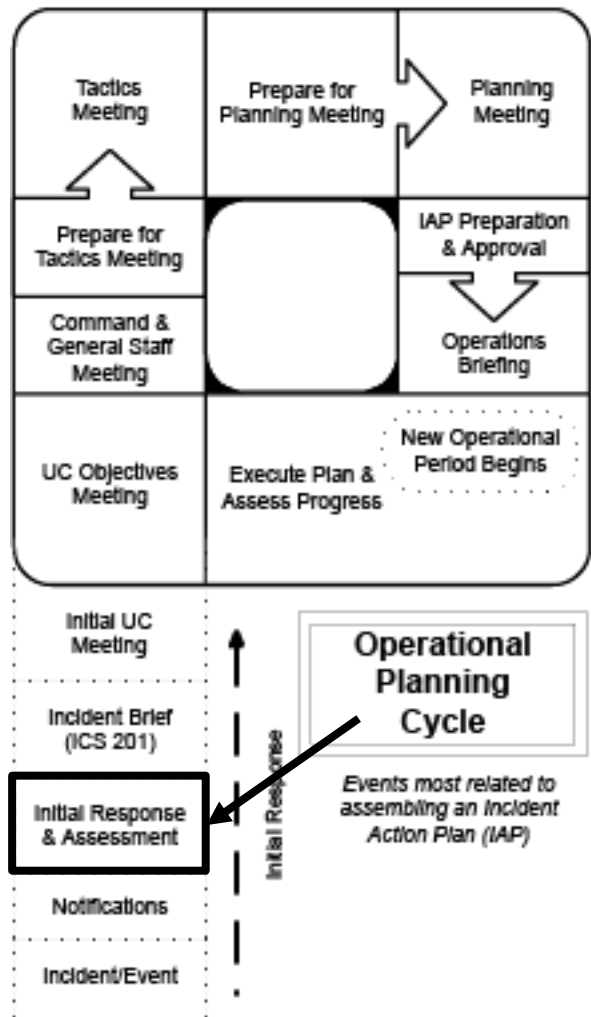 Tactics
Meeting
Prepare for
Planning Meeting
Planning
Meeting
Prepare for
Tactics Meeting
IAP Preparation
& Approval
Command &
General Staff
Meeting
Operations
Briefing
UC Objectives
Meeting
Execute Plan &
Assess Progress
New Operational
Period Begins
Initial UC
Meeting
Incident Brief
(ICS 201)
Initial Response
& Assessment
Notifications
Incident/Event
Initial Response
Operational
Planning
Cycle
Events most related to
assembling an Incident
Action Plan (IAP)